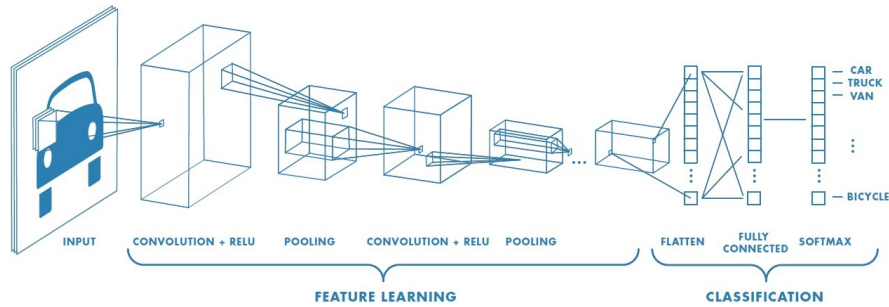 CAR
TRUCK
VAN
BICYCLE
INPUT
CONVOLUTION + RELU
POOLING
CONVOLUTION + RELU
POOLING
FLATTEN
FULLY
CONNECTED
SOFTMAX
FEATURE LEARNING
CLASSIFICATION